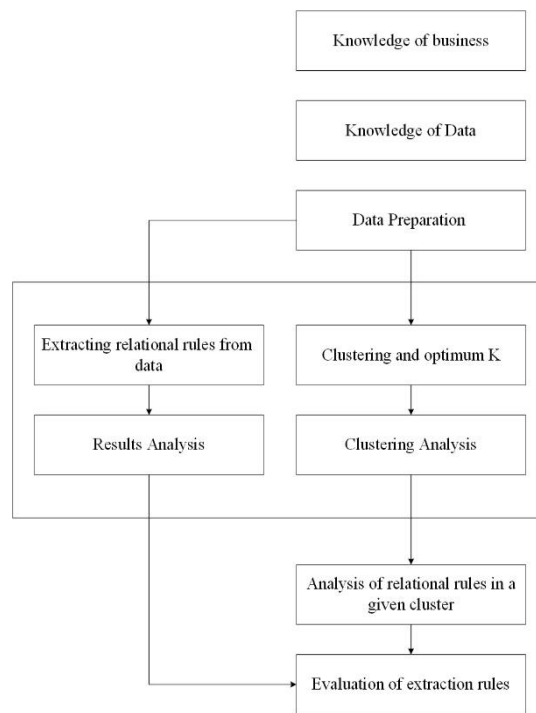 Knowledge of business
Knowledge of Data
Data Preparation
Extracting relational rules from
data
Clustering and optimum K
Results Analysis
Clustering Analysis
Analysis of relational rules in a
given cluster
Evaluation of extraction rules